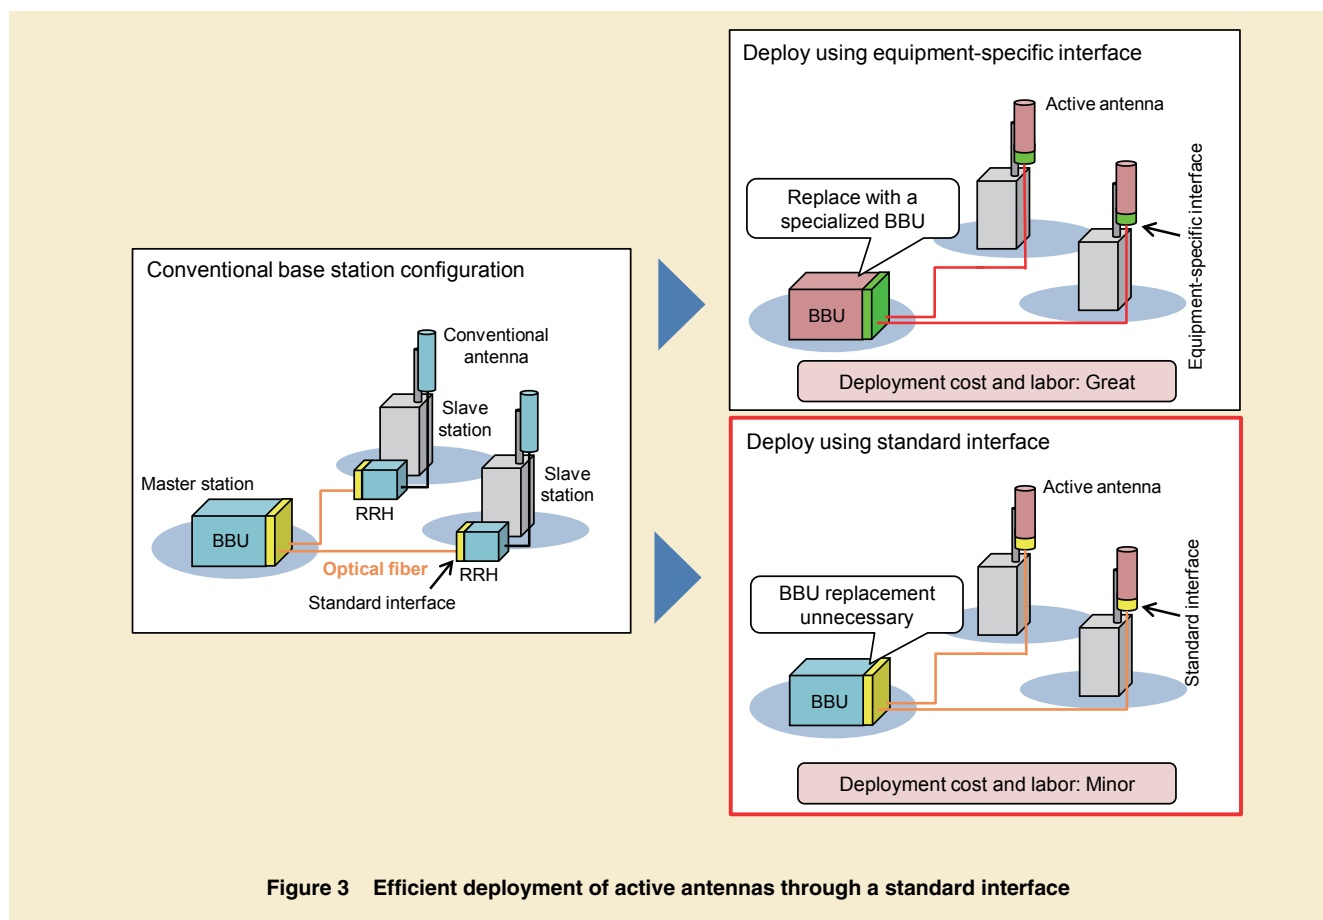 Conventional base station configuration
Conventional
antenna
Slave
station
Slave
station
Master station
RRH
BBU
Optical fiber
RRH
Standard interface
Deploy using equipment-specific interface
Active antenna
Replace with a
specialized BBU
Equipment-specific interface
BBU
Deployment cost and labor: Great
Deploy using standard interface
Active antenna
BBU replacement
unnecessary
Standard interface
BBU
Deployment cost and labor: Minor
Figure 3 Efficient deployment of active antennas through a standard interface